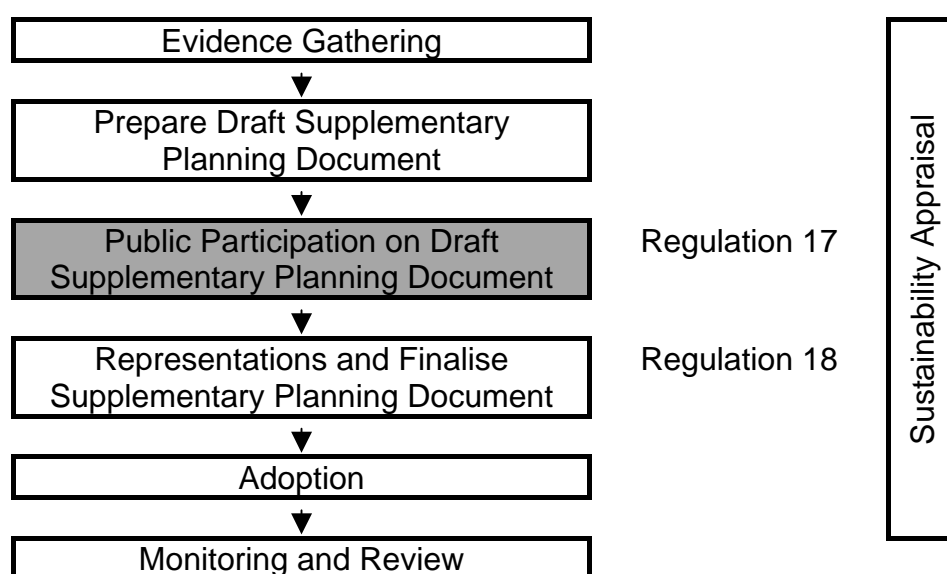 Evidence Gathering
Prepare Draft Supplementary
Planning Document
Public Participation on Draft
Supplementary Planning Document
Regulation 17
Representations and Finalise
Supplementary Planning Document
Regulation 18
Adoption
Monitoring and Review
Sustainability Appraisal